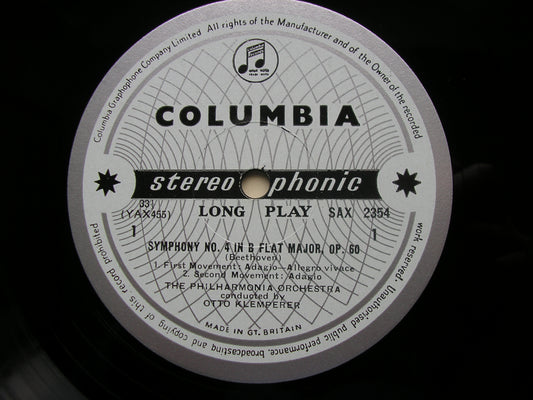 Columbia Graphophone Company Limited All rights of the Manufacturer and of the Owner of the recorded work reserved. Unauthorised public performance, broadcasting and copying of this record prohibited
COLUMBIA
stereophonic
33⅓
(YAX455)
LONG PLAY
SAX 2354
1
1
SYMPHONY NO. 4 IN B FLAT MAJOR, OP. 60
(Beethoven)
1. First Movement: Adagio—Allegro vivace
2. Second Movement: Adagio
THE PHILHARMONIA ORCHESTRA
conducted by
OTTO KLEMPERER
MADE IN GT. BRITAIN